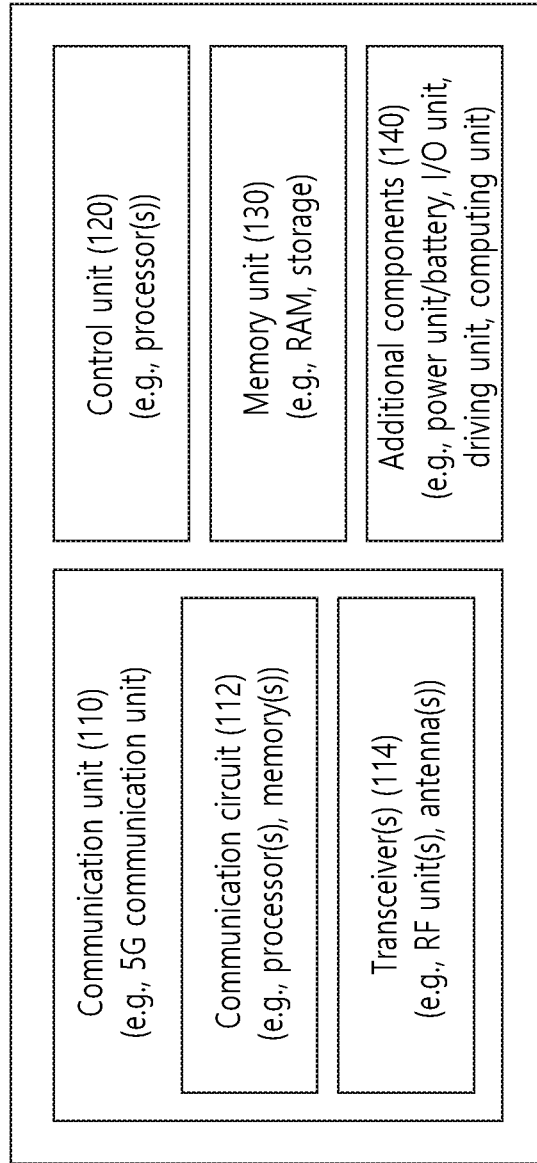 Communication unit (110)
(e.g., 5G communication unit)
Communication circuit (112)
(e.g., processor(s), memory(s))
Transceiver(s) (114)
(e.g., RF unit(s), antenna(s))
Control unit (120)
(e.g., processor(s))
Memory unit (130)
(e.g., RAM, storage)
Additional components (140)
(e.g., power unit/battery, I/O unit,
driving unit, computing unit)